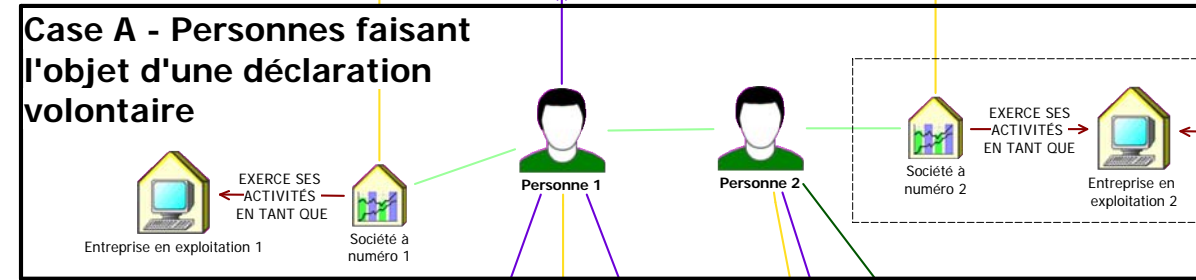 Case A - Personnes faisant
l'objet d'une déclaration
volontaire
EXERCE SES
ACTIVITÉS
EN TANT QUE
Entreprise en exploitation 1
Société à
numéro 1
Personne 1
Personne 2
Société à
numéro 2
EXERCE SES
ACTIVITÉS
EN TANT QUE
Entreprise en
exploitation 2